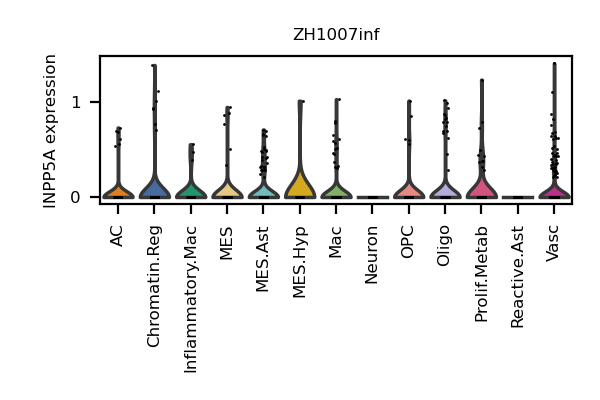 ZH1007inf
INPP5A expression
1
0
AC
Chromatin.Reg
Inflammatory.Mac
MES
MES.Ast
MES.Hyp
Mac
Neuron
OPC
Oligo
Prolif.Metab
Reactive.Ast
Vasc